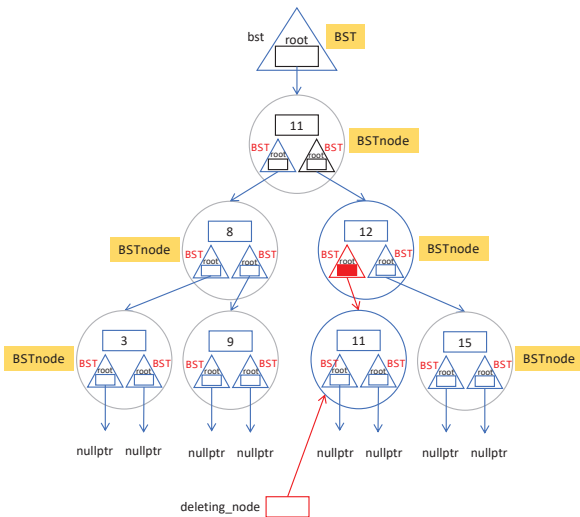 bst root BST
11
BST root root BST BSTnode
8 12
BSTnode BST root root BST BST root root BST BSTnode
3 9 11 15
BSTnode BST root root BST BST root root BST BST root root BST BST root root BST BSTnode
nullptr nullptr nullptr nullptr nullptr nullptr nullptr nullptr
deleting_node